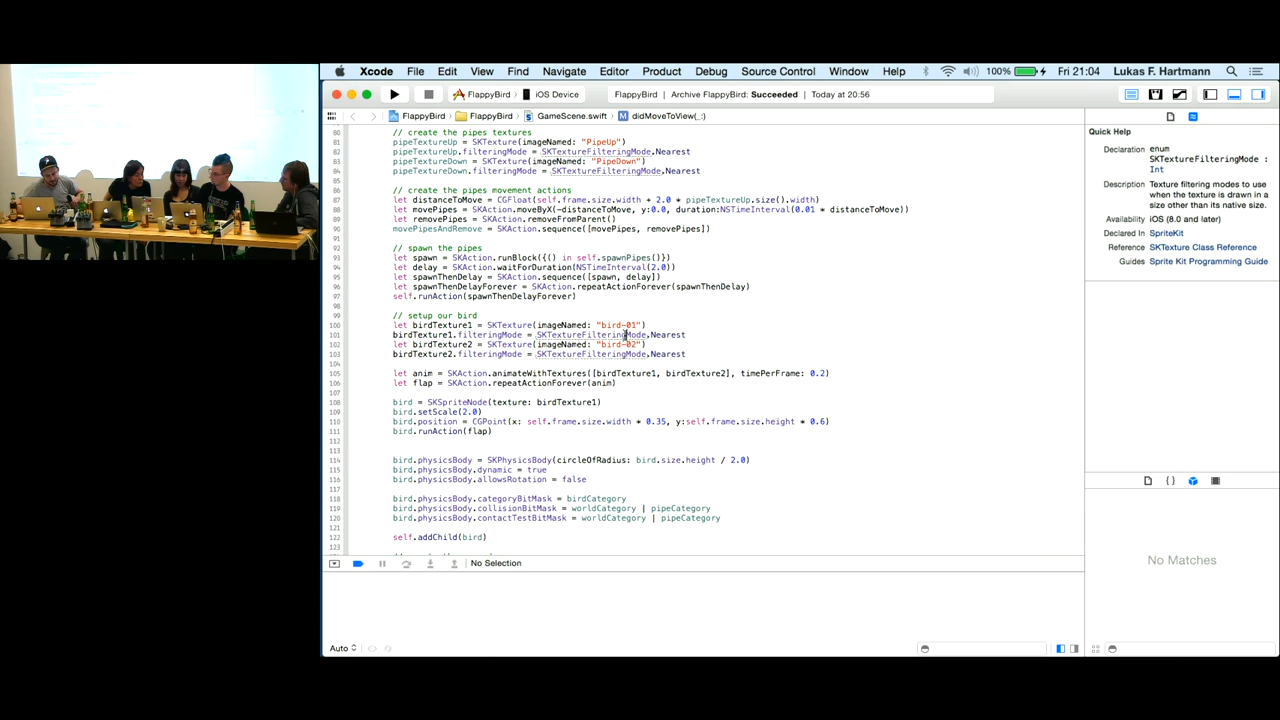 Xcode File Edit View Find Navigate Editor Product Debug Source Control Window Help 100% Fri 21:04 Lukas F. Hartmann
FlappyBird iOS Device FlappyBird | Archive FlappyBird: Succeeded | Today at 20:56
FlappyBird FlappyBird GameScene.swift didMoveToView(_:)
80 // create the pipes textures
81 pipeTextureUp = SKTexture(imageNamed: "PipeUp")
82 pipeTextureUp.filteringMode = SKTextureFilteringMode.Nearest
83 pipeTextureDown = SKTexture(imageNamed: "PipeDown")
84 pipeTextureDown.filteringMode = SKTextureFilteringMode.Nearest
85
86 // create the pipes movement actions
87 let distanceToMove = CGFloat(self.frame.size.width + 2.0 * pipeTextureUp.size().width)
88 let movePipes = SKAction.moveByX(-distanceToMove, y:0.0, duration:NSTimeInterval(0.01 * distanceToMove))
89 let removePipes = SKAction.removeFromParent()
90 movePipesAndRemove = SKAction.sequence([movePipes, removePipes])
91
92 // spawn the pipes
93 let spawn = SKAction.runBlock({() in self.spawnPipes()})
94 let delay = SKAction.waitForDuration(NSTimeInterval(2.0))
95 let spawnThenDelay = SKAction.sequence([spawn, delay])
96 let spawnThenDelayForever = SKAction.repeatActionForever(spawnThenDelay)
97 self.runAction(spawnThenDelayForever)
98
99 // setup our bird
100 let birdTexture1 = SKTexture(imageNamed: "bird-01")
101 birdTexture1.filteringMode = SKTextureFilteringMode.Nearest
102 let birdTexture2 = SKTexture(imageNamed: "bird-02")
103 birdTexture2.filteringMode = SKTextureFilteringMode.Nearest
104
105 let anim = SKAction.animateWithTextures([birdTexture1, birdTexture2], timePerFrame: 0.2)
106 let flap = SKAction.repeatActionForever(anim)
107
108 bird = SKSpriteNode(texture: birdTexture1)
109 bird.setScale(2.0)
110 bird.position = CGPoint(x: self.frame.size.width * 0.35, y:self.frame.size.height * 0.6)
111 bird.runAction(flap)
112
113
114 bird.physicsBody = SKPhysicsBody(circleOfRadius: bird.size.height / 2.0)
115 bird.physicsBody.dynamic = true
116 bird.physicsBody.allowsRotation = false
117
118 bird.physicsBody.categoryBitMask = birdCategory
119 bird.physicsBody.collisionBitMask = worldCategory | pipeCategory
120 bird.physicsBody.contactTestBitMask = worldCategory | pipeCategory
121
122 self.addChild(bird)
123
No Selection
Auto
Quick Help
Declaration enum
SKTextureFilteringMode :
Int
Description Texture filtering modes to use
when the texture is drawn in a
size other than its native size.
Availability iOS (8.0 and later)
Declared In SpriteKit
Reference SKTexture Class Reference
Guides Sprite Kit Programming Guide
{ }
No Matches